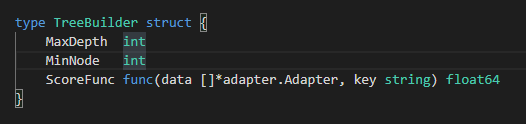 type TreeBuilder struct {
    MaxDepth  int
    MinNode   int
    ScoreFunc func(data []*adapter.Adapter, key string) float64
}